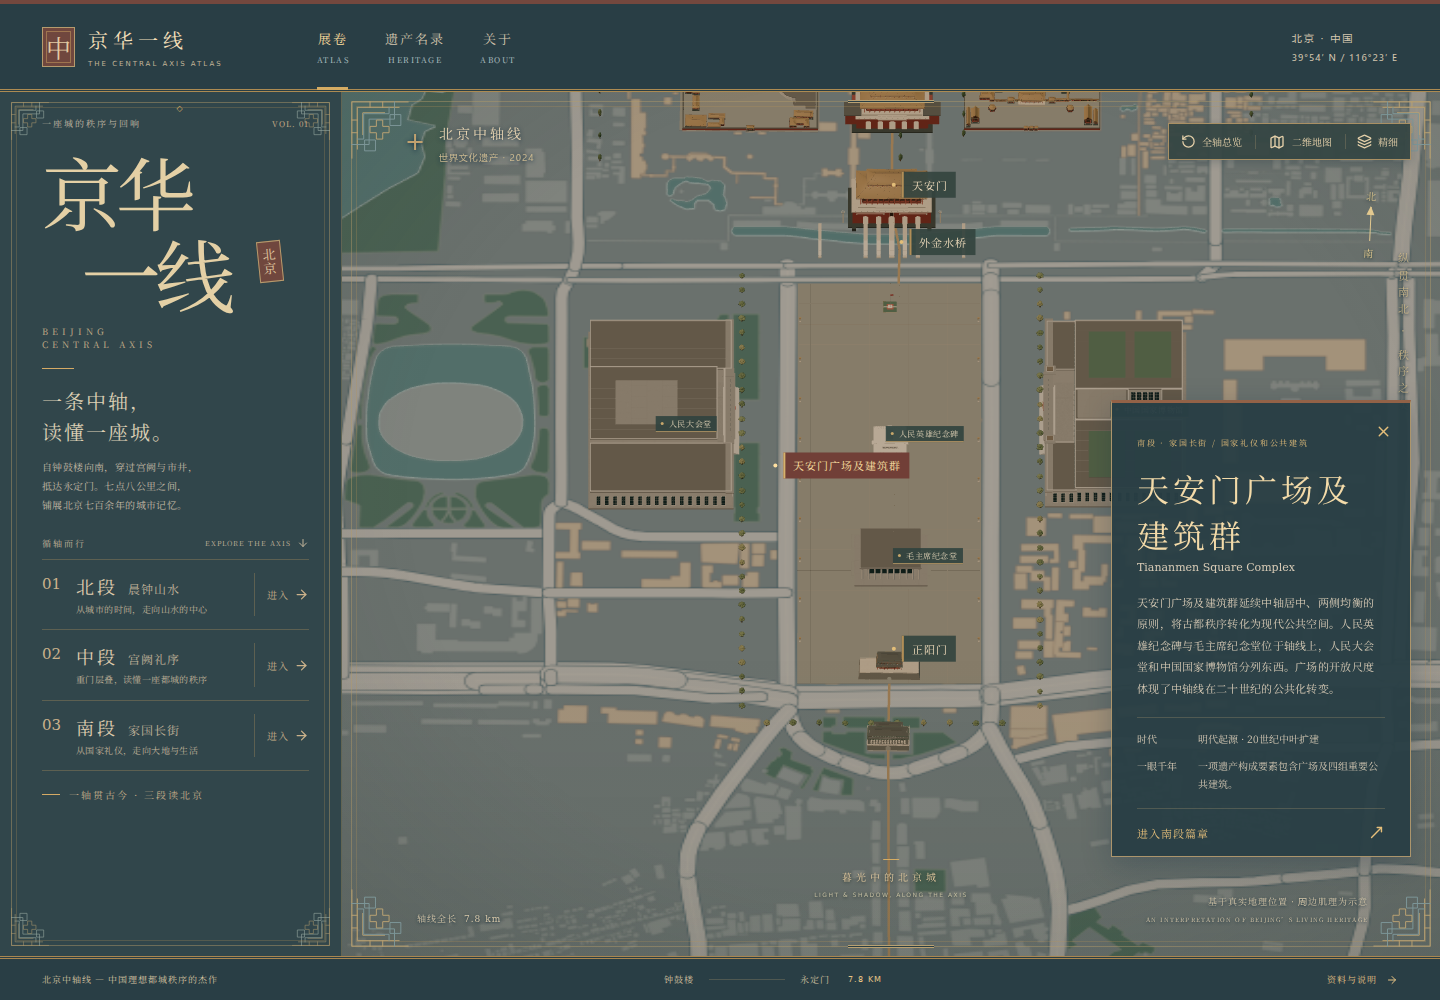 中
京华一线
THE CENTRAL AXIS ATLAS
展卷
ATLAS
遗产名录
HERITAGE
关于
ABOUT
北京 · 中国
39°54′ N / 116°23′ E
一座城的秩序与回响
VOL. 01
京华
一线
北京
BEIJING
CENTRAL AXIS
一条中轴，
读懂一座城。
自钟鼓楼向南，穿过宫阙与市井，
抵达永定门。七点八公里之间，
铺展北京七百余年的城市记忆。
循轴而行
EXPLORE THE AXIS ↓
01 北段 晨钟山水
从城市的时间，走向山水的中心
进入 →
02 中段 宫阙礼序
重门层叠，读懂一座都城的秩序
进入 →
03 南段 家国长街
从国家礼仪，走向大地与生活
进入 →
一轴贯古今 · 三段读北京
北京中轴线
世界文化遗产 · 2024
全轴总览
二维地图
精细
北
南
天安门
外金水桥
人民大会堂
人民英雄纪念碑
天安门广场及建筑群
毛主席纪念堂
正阳门
南段 · 家国长街 / 国家礼仪和公共建筑
天安门广场及
建筑群
Tiananmen Square Complex
天安门广场及建筑群延续中轴居中、两侧均衡的
原则，将古都秩序转化为现代公共空间。人民英
雄纪念碑与毛主席纪念堂位于轴线上，人民大会
堂和中国国家博物馆分列东西。广场的开放尺度
体现了中轴线在二十世纪的公共化转变。
时代 明代起源 · 20世纪中叶扩建
一眼千年 一项遗产构成要素包含广场及四组重要公
共建筑。
进入南段篇章
暮光中的北京城
LIGHT & SHADOW, ALONG THE AXIS
轴线全长 7.8 km
基于真实地理位置 · 周边肌理为示意
AN INTERPRETATION OF BEIJING'S LIVING HERITAGE
北京中轴线 — 中国理想都城秩序的杰作
钟鼓楼
永定门
7.8 KM
资料与说明 →